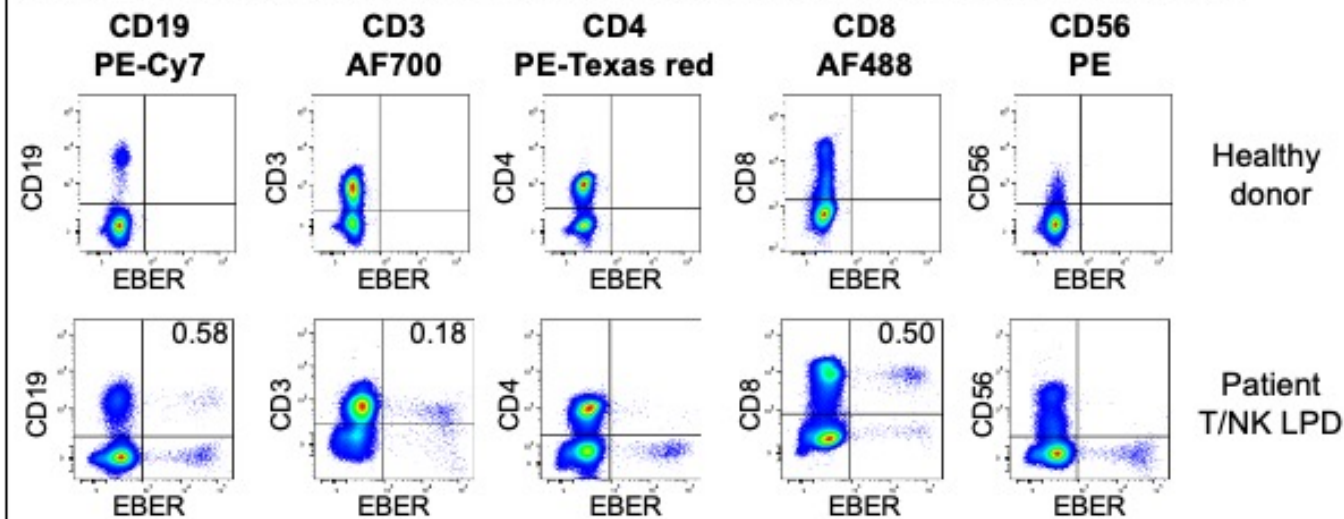 CD19 CD3 CD4 CD8 CD56
PE-Cy7 AF700 PE-Texas red AF488 PE
CD19 CD3 CD4 CD8 CD56
Healthy
donor
EBER EBER EBER EBER EBER
0.58 0.18 0.50
CD19 CD3 CD4 CD8 CD56
Patient
T/NK LPD
EBER EBER EBER EBER EBER